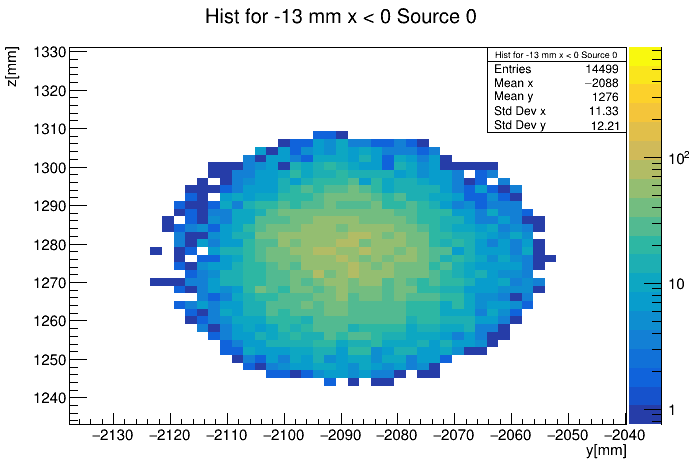 Hist for -13 mm x < 0 Source 0
z[mm]
1330
1320
1310
1300
1290
1280
1270
1260
1250
1240
Hist for -13 mm x < 0 Source 0
Entries 14499
Mean x −2088
Mean y 1276
Std Dev x 11.33
Std Dev y 12.21
10²
10
1
−2130 −2120 −2110 −2100 −2090 −2080 −2070 −2060 −2050 −2040
y[mm]